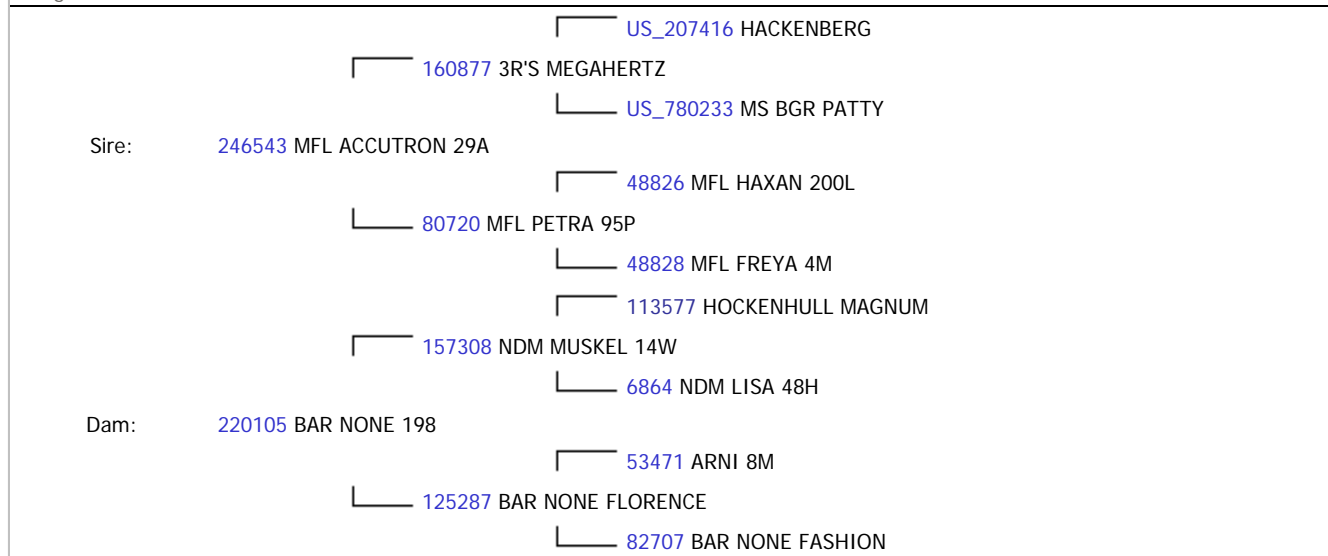 US_207416 HACKENBERG
160877 3R'S MEGAHERTZ
US_780233 MS BGR PATTY
Sire: 246543 MFL ACCUTRON 29A
48826 MFL HAXAN 200L
80720 MFL PETRA 95P
48828 MFL FREYA 4M
113577 HOCKENHULL MAGNUM
157308 NDM MUSKEL 14W
6864 NDM LISA 48H
Dam: 220105 BAR NONE 198
53471 ARNI 8M
125287 BAR NONE FLORENCE
82707 BAR NONE FASHION